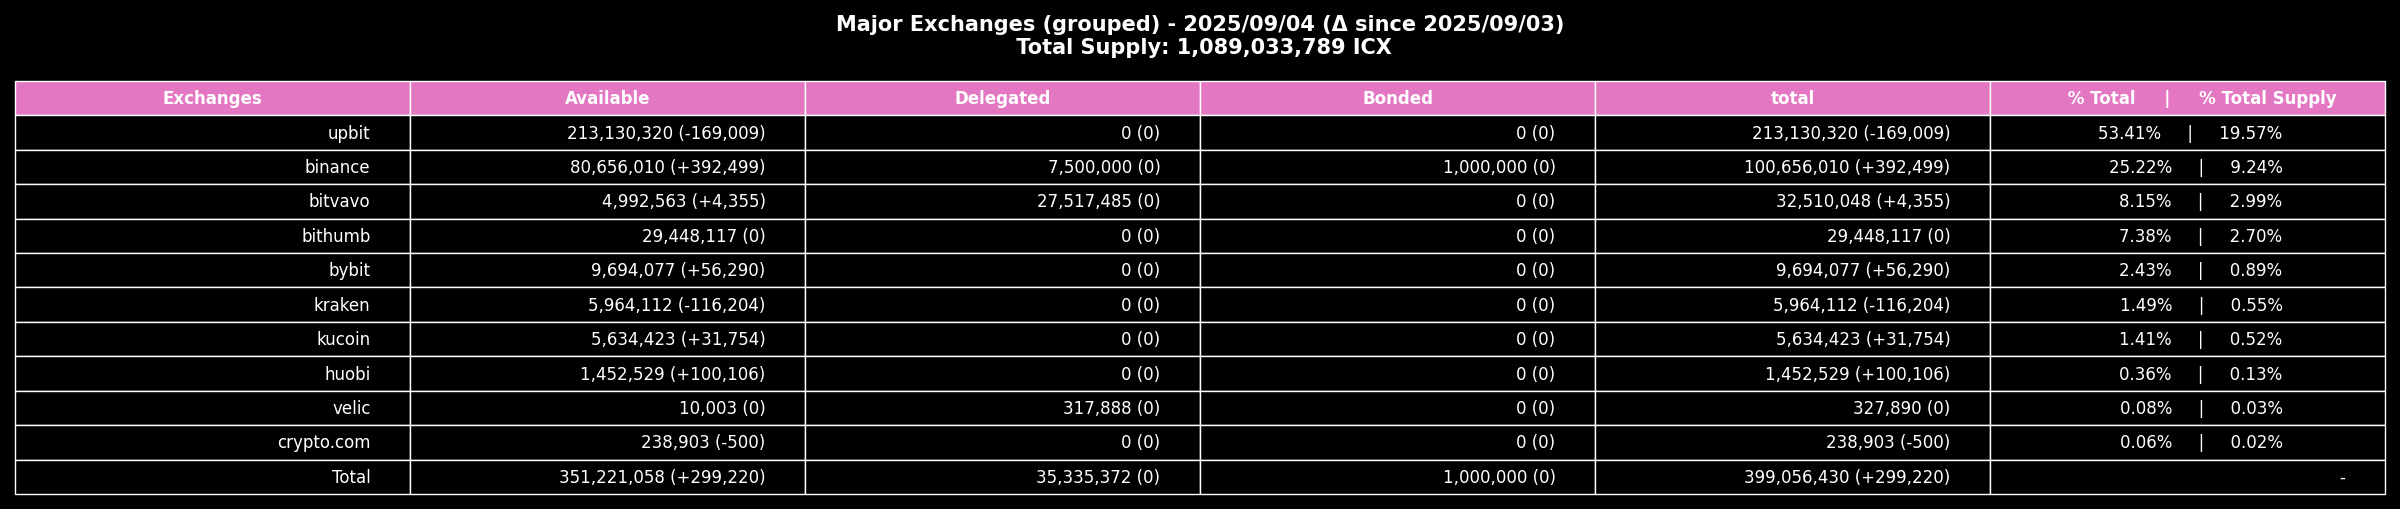 Major Exchanges (grouped) - 2025/09/04 (Δ since 2025/09/03)
Total Supply: 1,089,033,789 ICX
Exchanges Available Delegated Bonded total % Total | % Total Supply
upbit 213,130,320 (-169,009) 0 (0) 0 (0) 213,130,320 (-169,009) 53.41% | 19.57%
binance 80,656,010 (+392,499) 7,500,000 (0) 1,000,000 (0) 100,656,010 (+392,499) 25.22% | 9.24%
bitvavo 4,992,563 (+4,355) 27,517,485 (0) 0 (0) 32,510,048 (+4,355) 8.15% | 2.99%
bithumb 29,448,117 (0) 0 (0) 0 (0) 29,448,117 (0) 7.38% | 2.70%
bybit 9,694,077 (+56,290) 0 (0) 0 (0) 9,694,077 (+56,290) 2.43% | 0.89%
kraken 5,964,112 (-116,204) 0 (0) 0 (0) 5,964,112 (-116,204) 1.49% | 0.55%
kucoin 5,634,423 (+31,754) 0 (0) 0 (0) 5,634,423 (+31,754) 1.41% | 0.52%
huobi 1,452,529 (+100,106) 0 (0) 0 (0) 1,452,529 (+100,106) 0.36% | 0.13%
velic 10,003 (0) 317,888 (0) 0 (0) 327,890 (0) 0.08% | 0.03%
crypto.com 238,903 (-500) 0 (0) 0 (0) 238,903 (-500) 0.06% | 0.02%
Total 351,221,058 (+299,220) 35,335,372 (0) 1,000,000 (0) 399,056,430 (+299,220) -